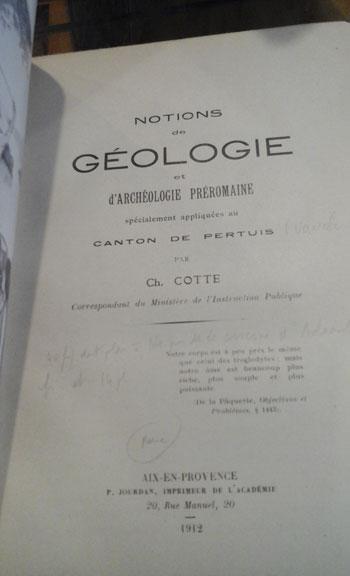 NOTIONS
de
GÉOLOGIE
et
d'ARCHÉOLOGIE PRÉROMAINE
spécialement appliquées au
CANTON DE PERTUIS
PAR
Ch. COTTE
Correspondant du Ministère de l'Instruction Publique
Notre corps est à peu près le même
que celui des troglodytes; mais
notre âme est beaucoup plus
riche, plus souple et plus
puissante.
De la Pâquerie, Objectives et
Problèmes, §
AIX-EN-PROVENCE
P. JOURDAN, IMPRIMEUR DE L'ACADÉMIE
20, Rue Manuel, 20
1912